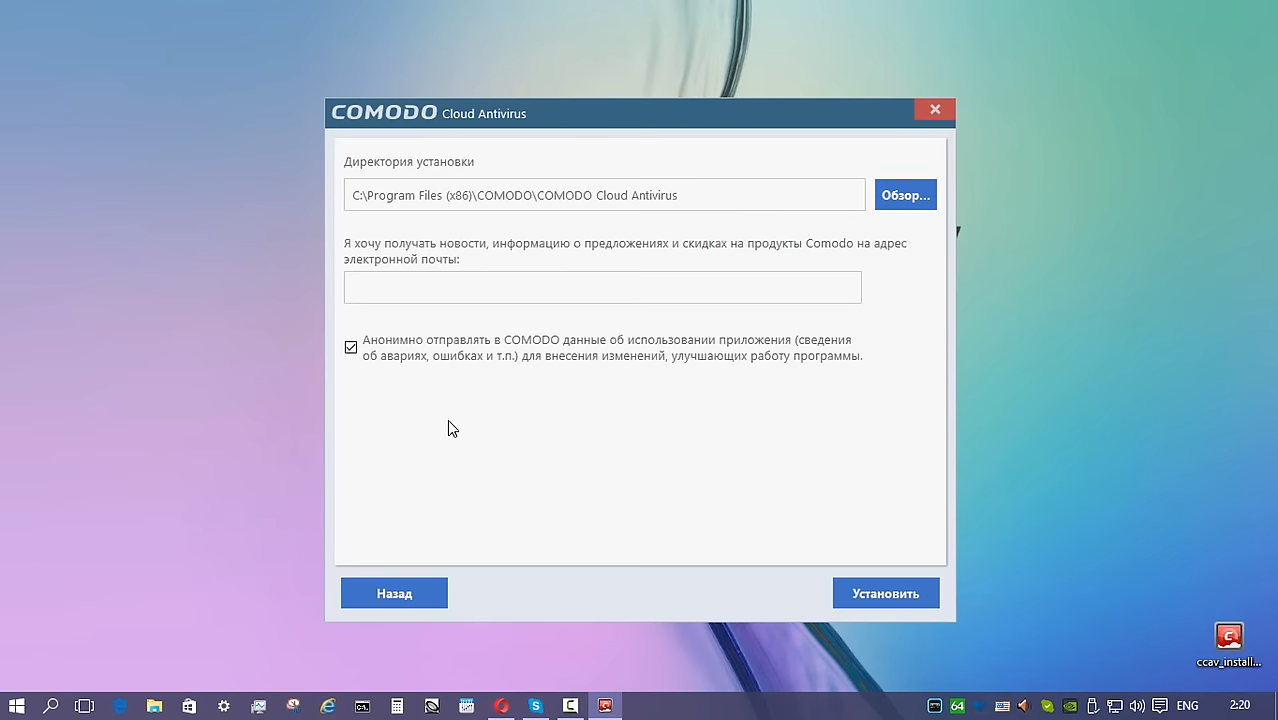 COMODO Cloud Antivirus
Директория установки
C:\Program Files (x86)\COMODO\COMODO Cloud Antivirus
Обзор...
Я хочу получать новости, информацию о предложениях и скидках на продукты Comodo на адрес
электронной почты:
Анонимно отправлять в COMODO данные об использовании приложения (сведения
об авариях, ошибках и т.п.) для внесения изменений, улучшающих работу программы.
Назад
Установить
ccav_install...
64
ENG
2:20